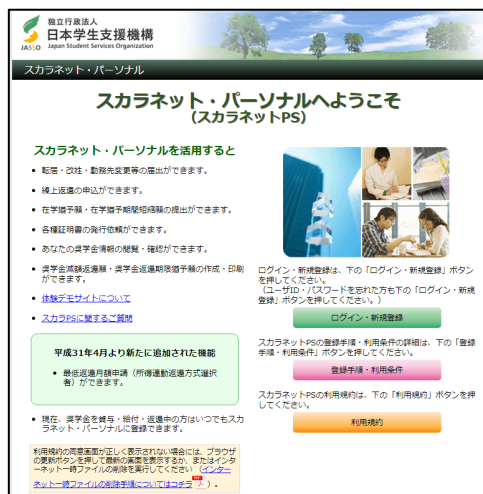 独立行政法人
日本学生支援機構
JASSO Japan Student Services Organization
スカラネット・パーソナル
スカラネット・パーソナルへようこそ
(スカラネットPS)
スカラネット・パーソナルを活用すると
• 転居・改姓・勤務先変更等の届出ができます。
• 繰上返還の申込ができます。
• 在学猶予願・在学猶予期間短縮願の提出ができます。
• 各種証明書の発行依頼ができます。
• あなたの奨学金情報の閲覧・確認ができます。
• 奨学金減額返還願・奨学金返還期限猶予願の作成・印刷
ができます。
• 体験デモサイトについて
• スカラPSに関するご質問
平成31年4月より新たに追加された機能
• 最低返還月額申請（所得連動返還方式選択
者）ができます。
• 現在、奨学金を貸与・給付・返還中の方はいつでもスカ
ラネット・パーソナルに登録できます。
利用規約の同意画面が正しく表示されない場合には、ブラウザ
の更新ボタンを押して最新の画面を表示するか、またはインタ
ーネット一時ファイルの削除を実行してください（インター
ネット一時ファイルの削除手順についてはコチラ）。
ログイン・新規登録は、下の「ログイン・新規登録」ボタン
を押してください。
（ユーザID・パスワードを忘れた方も下の「ログイン・新規
登録」ボタンを押してください。）
ログイン・新規登録
スカラネットPSの登録手順・利用条件の詳細は、下の「登録
手順・利用条件」ボタンを押してください。
登録手順・利用条件
スカラネットPSの利用規約は、下の「利用規約」ボタンを押
してください。
利用規約